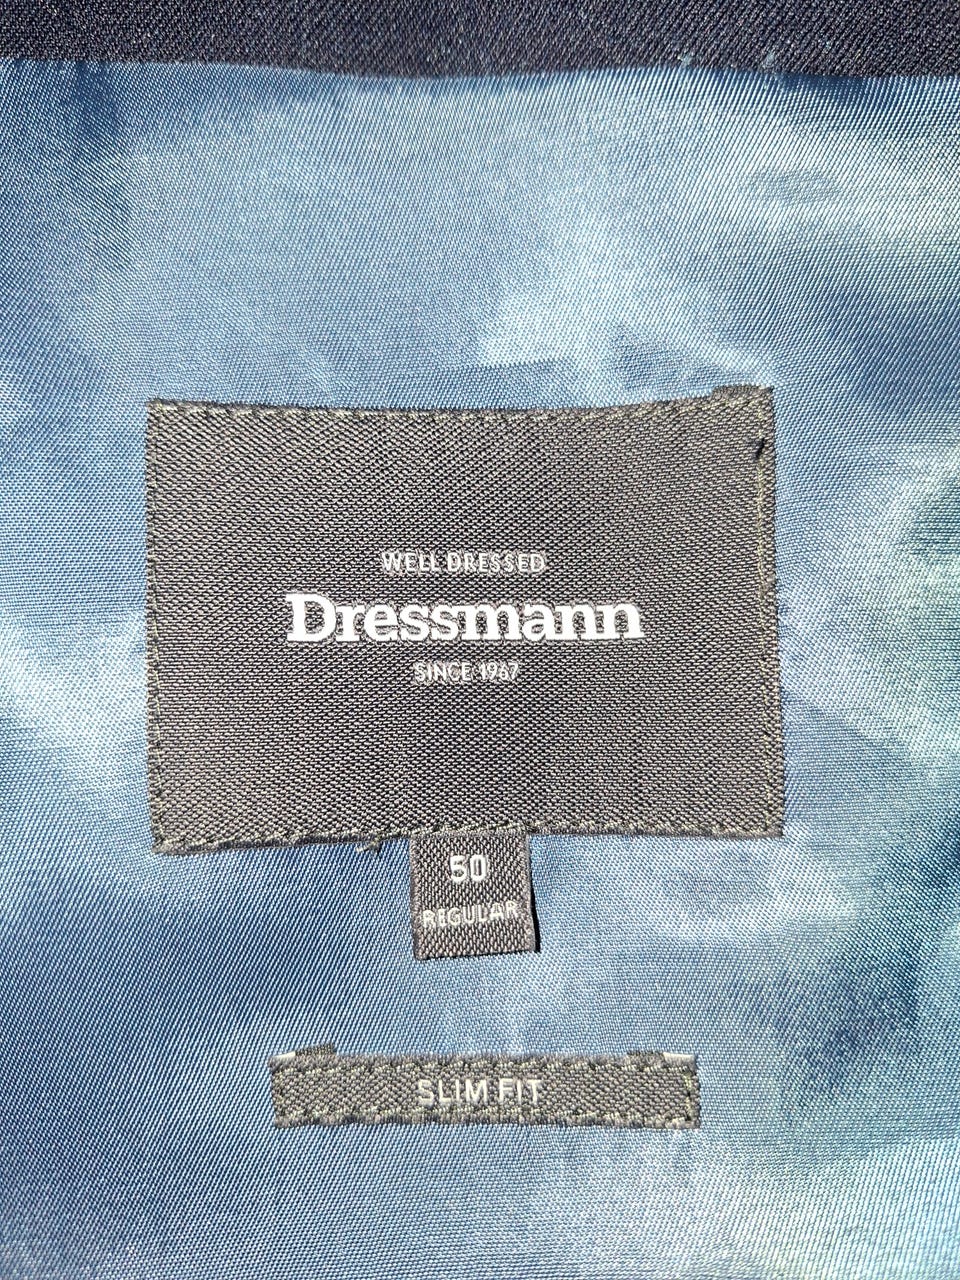 WELL DRESSED
Dressmann
SINCE 1967
50
REGULAR
SLIM FIT